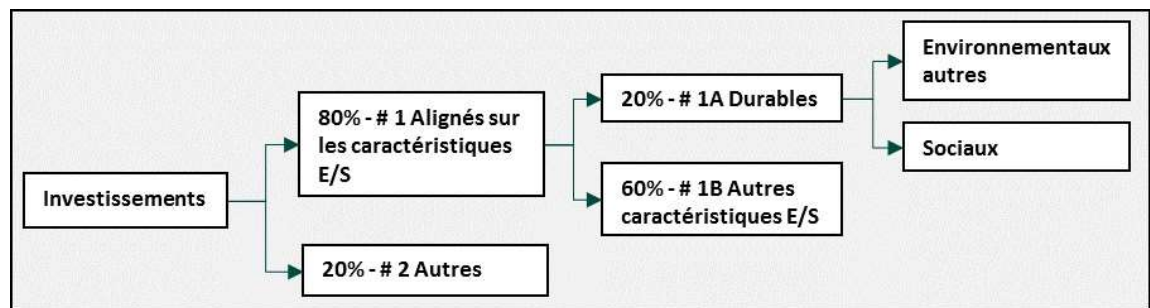 Investissements
80% - # 1 Alignés sur
les caractéristiques
E/S
20% - # 2 Autres
20% - # 1A Durables
60% - # 1B Autres
caractéristiques E/S
Environnementaux
autres
Sociaux